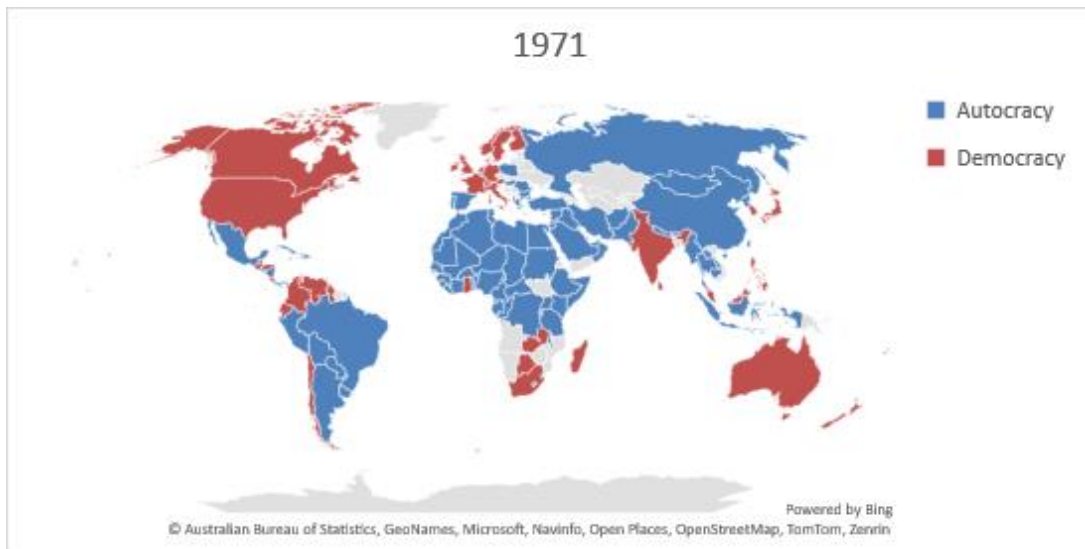 1971
Autocracy
Democracy
Powered by Bing
© Australian Bureau of Statistics, GeoNames, Microsoft, Navinfo, Open Places, OpenStreetMap, TomTom, Zenrin